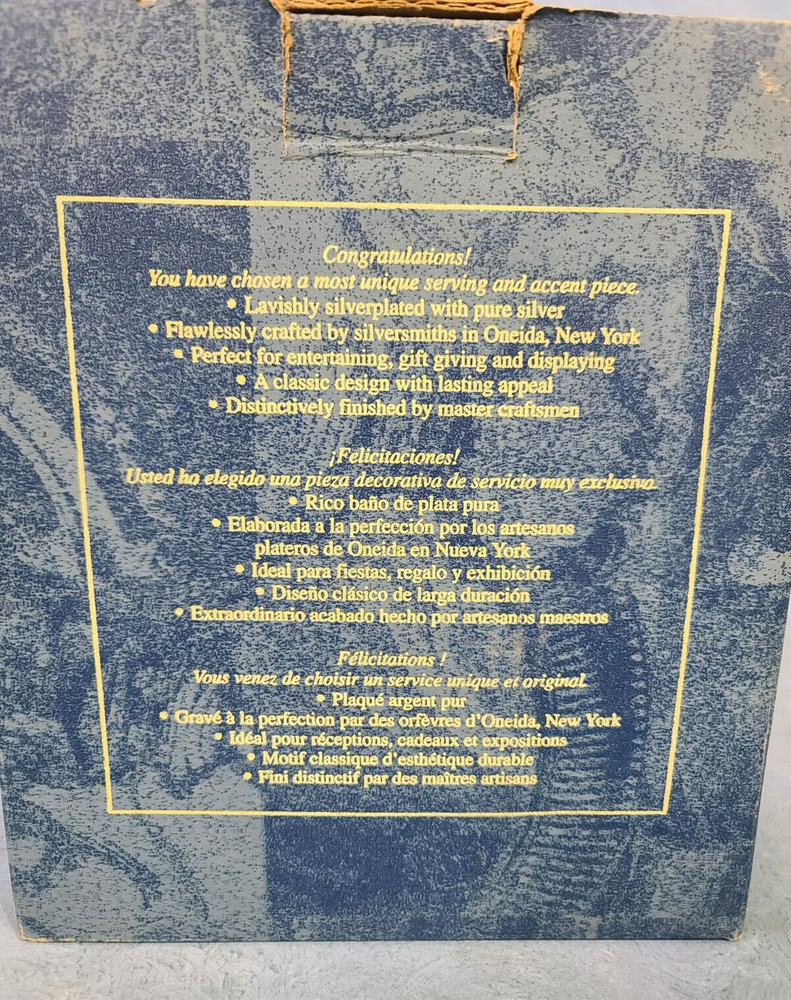 Congratulations!
You have chosen a most unique serving and accent piece.
• Lavishly silverplated with pure silver
• Flawlessly crafted by silversmiths in Oneida, New York
• Perfect for entertaining, gift giving and displaying
• A classic design with lasting appeal
• Distinctively finished by master craftsmen
¡Felicitaciones!
Usted ha elegido una pieza decorativa de servicio muy exclusiva.
• Rico baño de plata pura
• Elaborada a la perfección por los artesanos
plateros de Oneida en Nueva York
• Ideal para fiestas, regalo y exhibición
• Diseño clásico de larga duración
• Extraordinario acabado hecho por artesanos maestros
Félicitations !
Vous venez de choisir un service unique et original.
• Plaqué argent pur
• Gravé à la perfection par des orfèvres d'Oneida, New York
• Idéal pour réceptions, cadeaux et expositions
• Motif classique d'esthétique durable
• Fini distinctif par des maîtres artisans